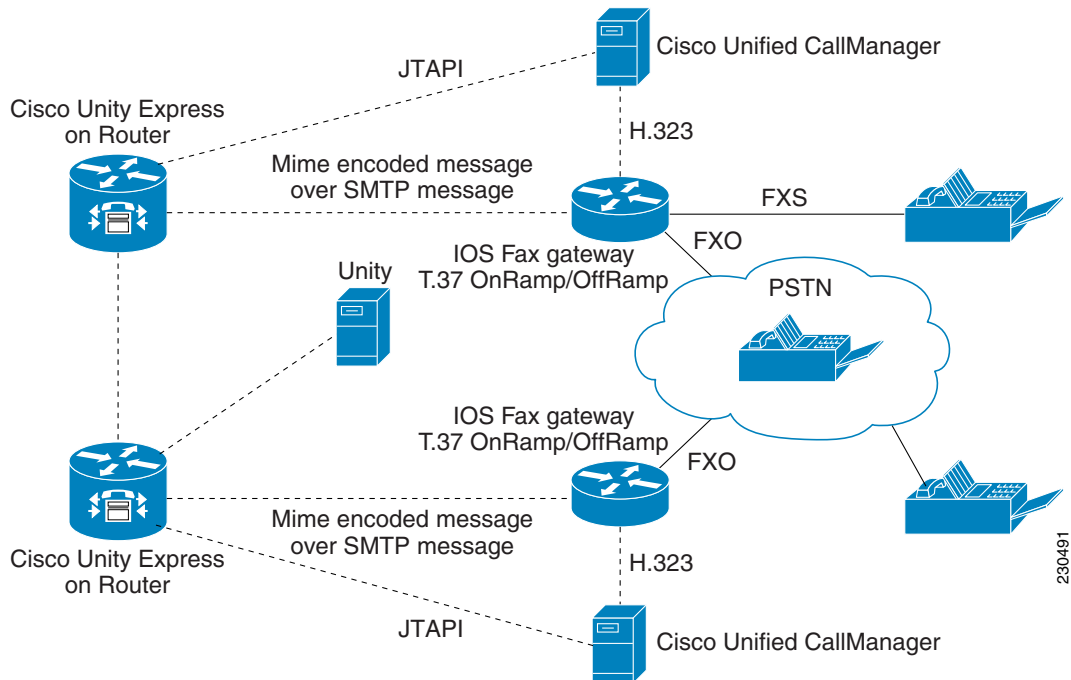 Cisco Unified CallManager
JTAPI
Cisco Unity Express
on Router
H.323
Mime encoded message
over SMTP message
FXS
FXO
IOS Fax gateway
T.37 OnRamp/OffRamp
Unity
PSTN
IOS Fax gateway
T.37 OnRamp/OffRamp
FXO
Mime encoded message
over SMTP message
Cisco Unity Express
on Router
H.323
230491
JTAPI
Cisco Unified CallManager